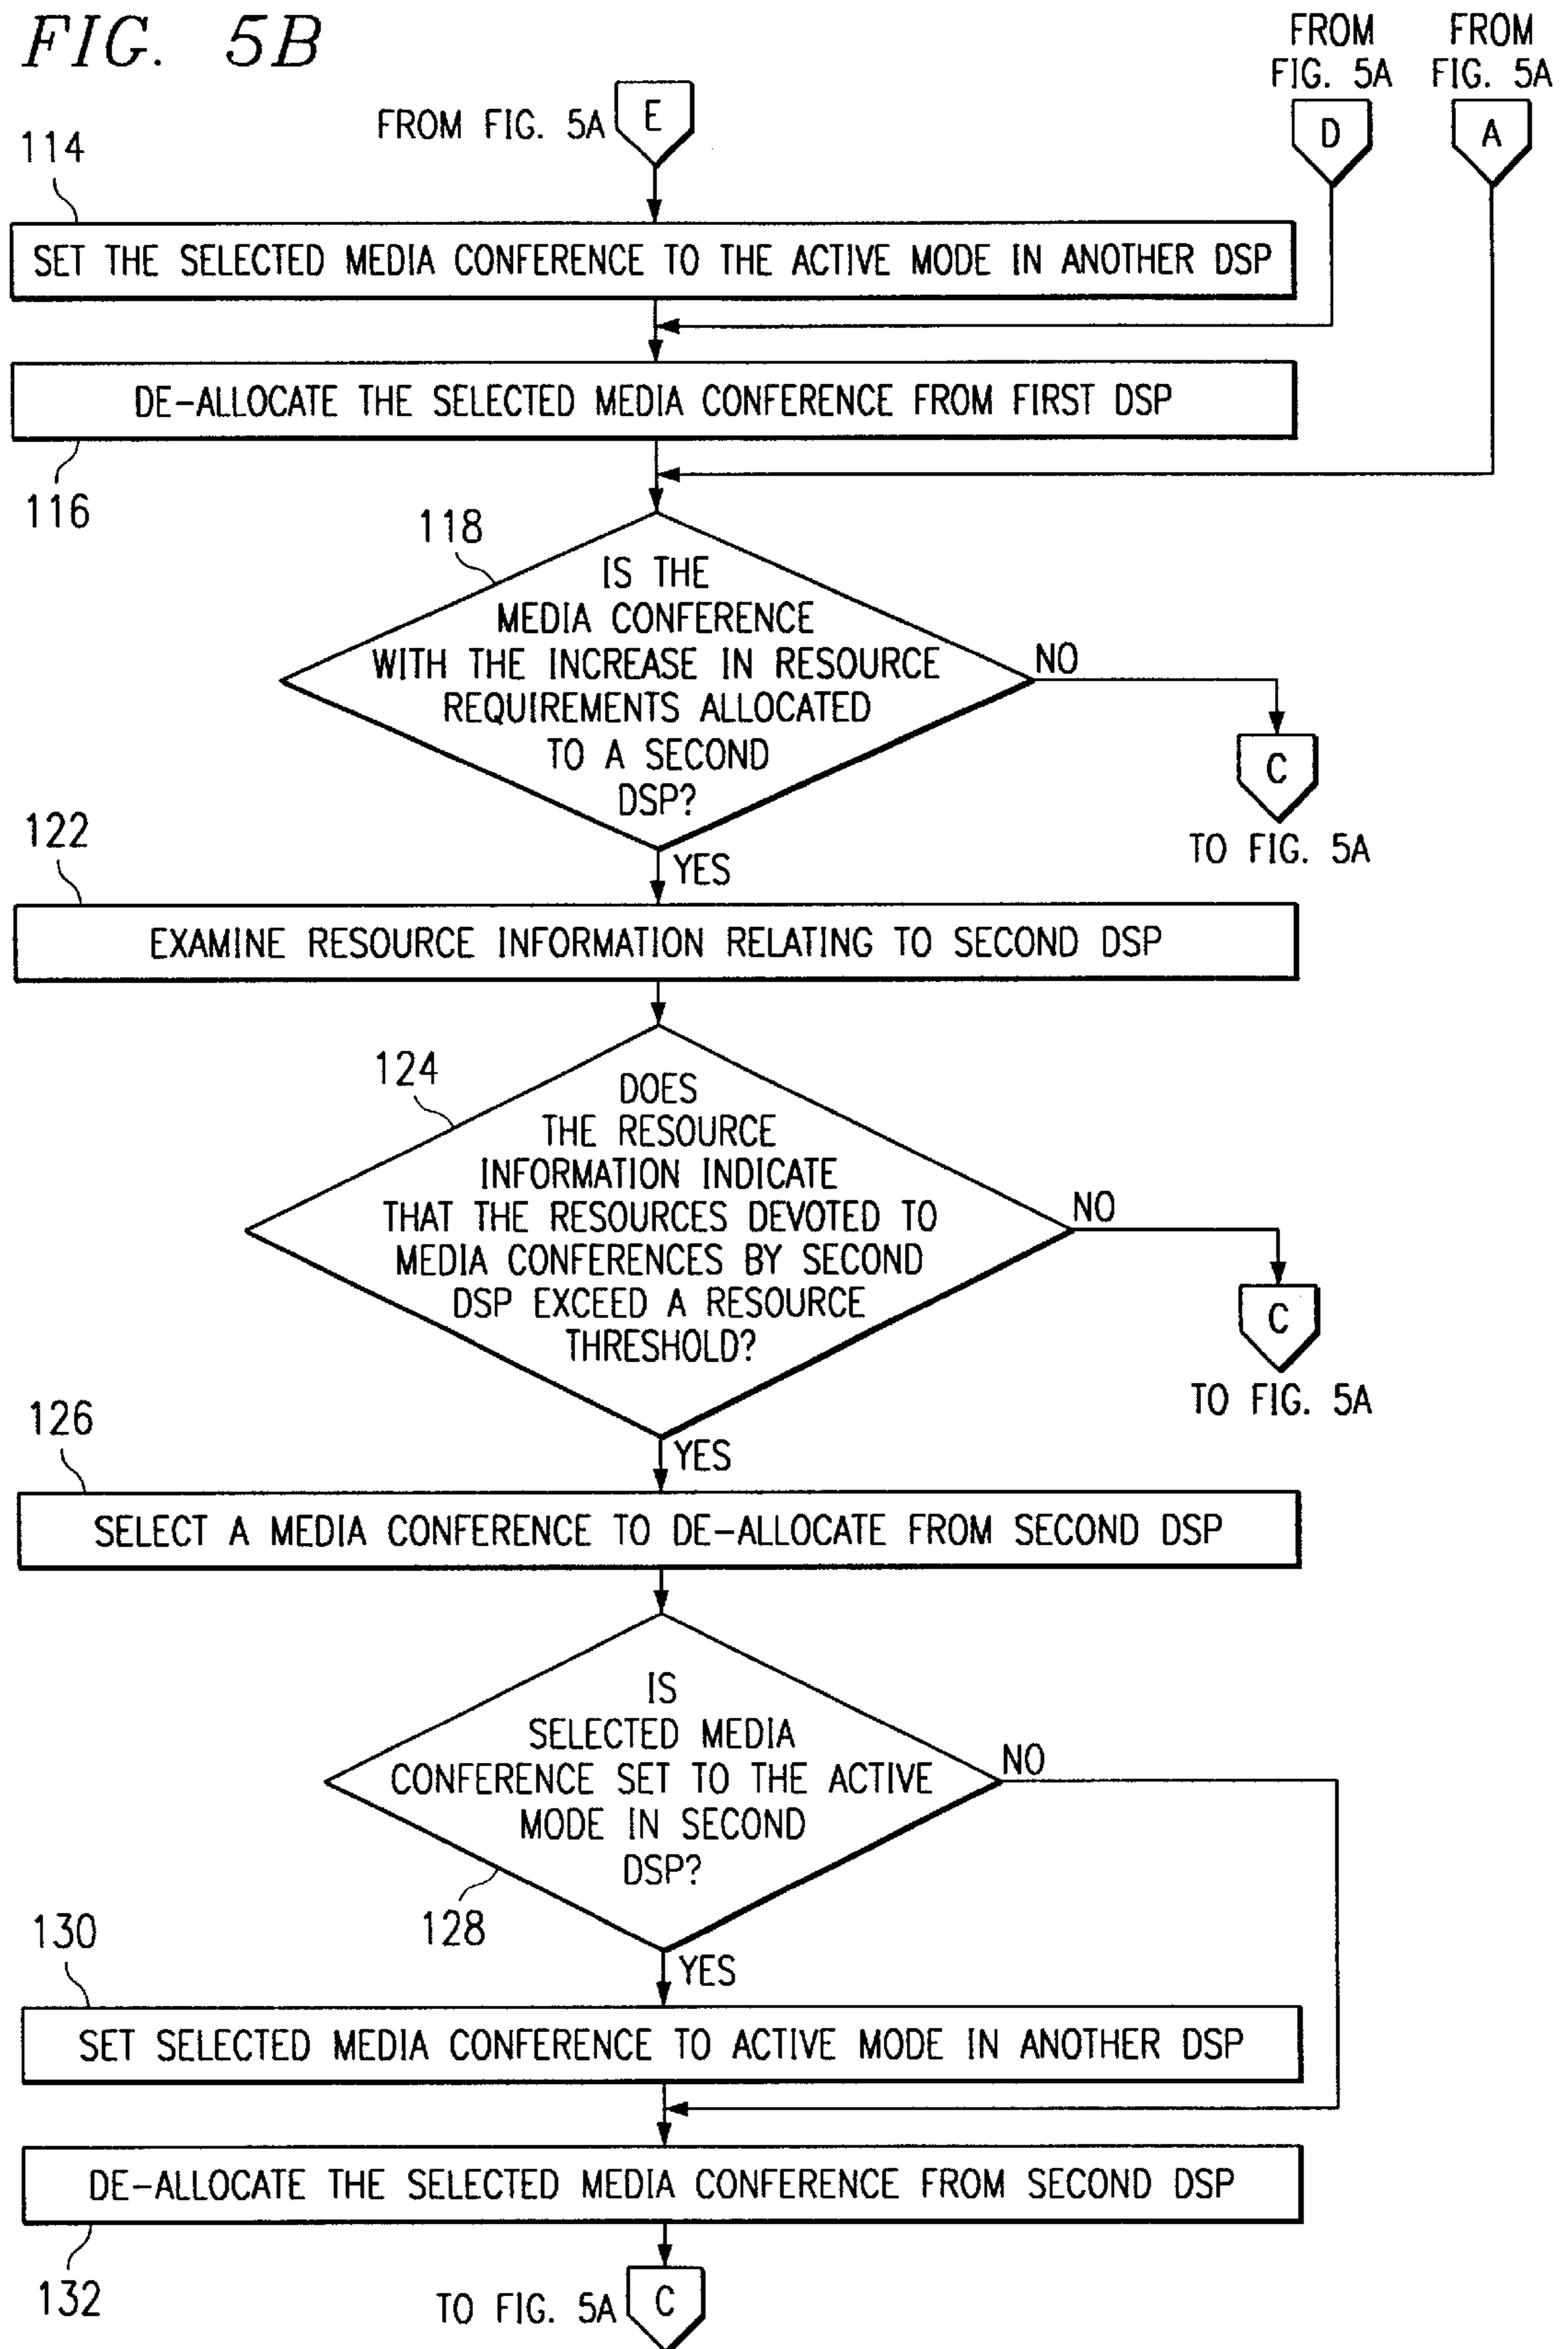 FIG. 5B
FROM FIG. 5A
E
FROM
FIG. 5A
D
FROM
FIG. 5A
A
114
SET THE SELECTED MEDIA CONFERENCE TO THE ACTIVE MODE IN ANOTHER DSP
DE-ALLOCATE THE SELECTED MEDIA CONFERENCE FROM FIRST DSP
116
118
IS THE
MEDIA CONFERENCE
WITH THE INCREASE IN RESOURCE
REQUIREMENTS ALLOCATED
TO A SECOND
DSP?
NO
C
TO FIG. 5A
YES
122
EXAMINE RESOURCE INFORMATION RELATING TO SECOND DSP
124
DOES
THE RESOURCE
INFORMATION INDICATE
THAT THE RESOURCES DEVOTED TO
MEDIA CONFERENCES BY SECOND
DSP EXCEED A RESOURCE
THRESHOLD?
NO
C
TO FIG. 5A
YES
126
SELECT A MEDIA CONFERENCE TO DE-ALLOCATE FROM SECOND DSP
IS
SELECTED MEDIA
CONFERENCE SET TO THE ACTIVE
MODE IN SECOND
DSP?
NO
128
YES
130
SET SELECTED MEDIA CONFERENCE TO ACTIVE MODE IN ANOTHER DSP
DE-ALLOCATE THE SELECTED MEDIA CONFERENCE FROM SECOND DSP
132
TO FIG. 5A
C